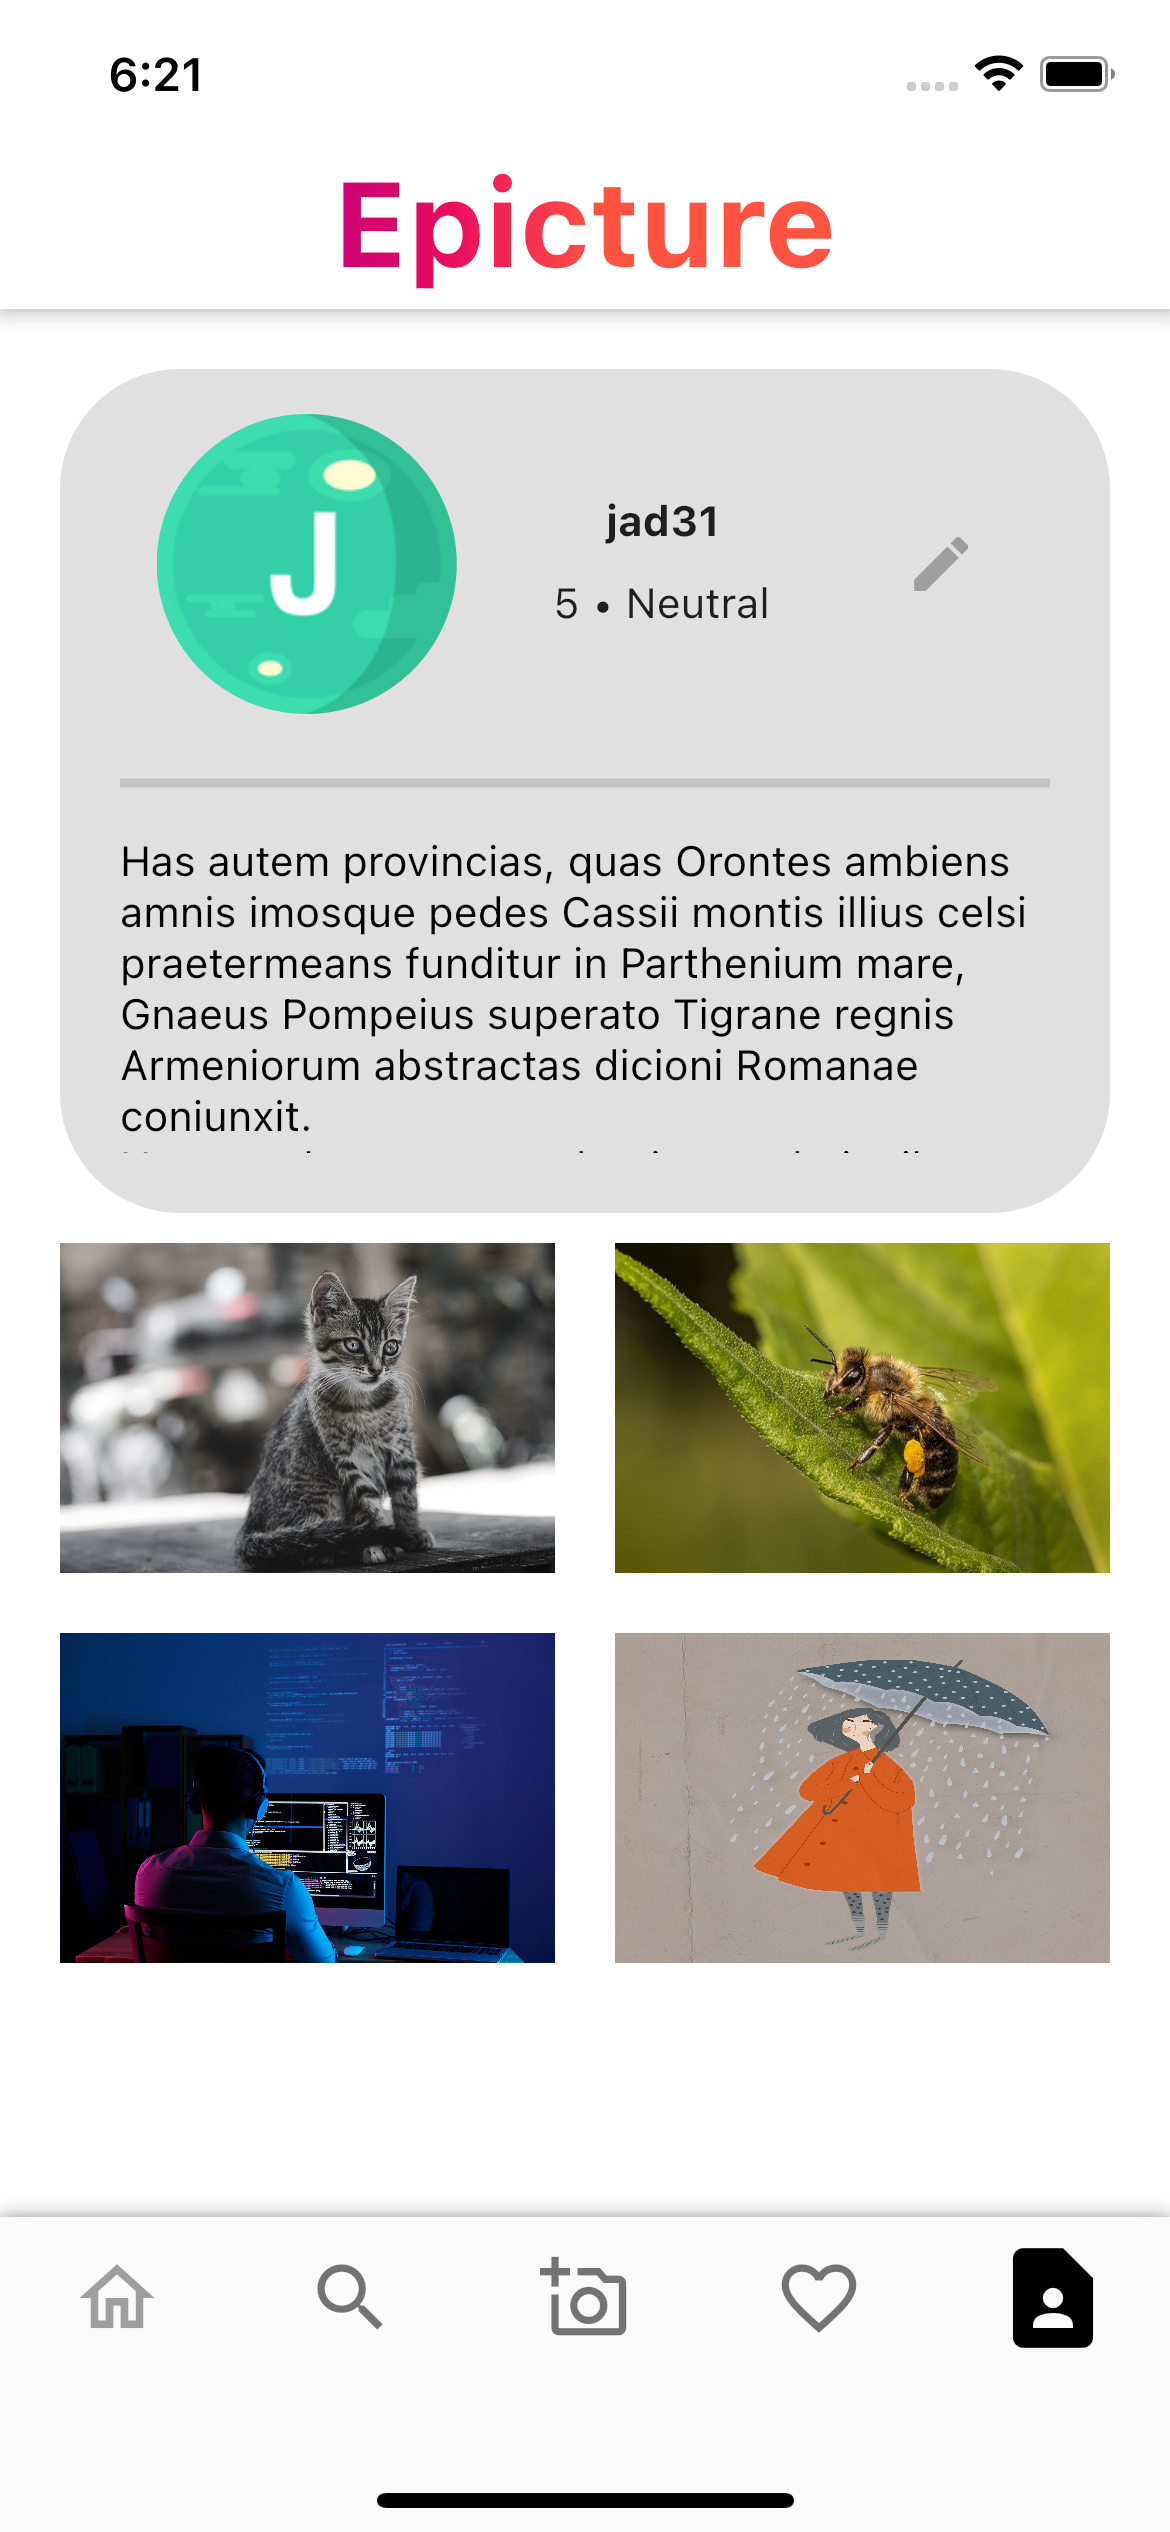 6:21
Epicture
J
jad31
5 • Neutral
Has autem provincias, quas Orontes ambiens
amnis imosque pedes Cassii montis illius celsi
praetermeans funditur in Parthenium mare,
Gnaeus Pompeius superato Tigrane regnis
Armeniorum abstractas dicioni Romanae
coniunxit.